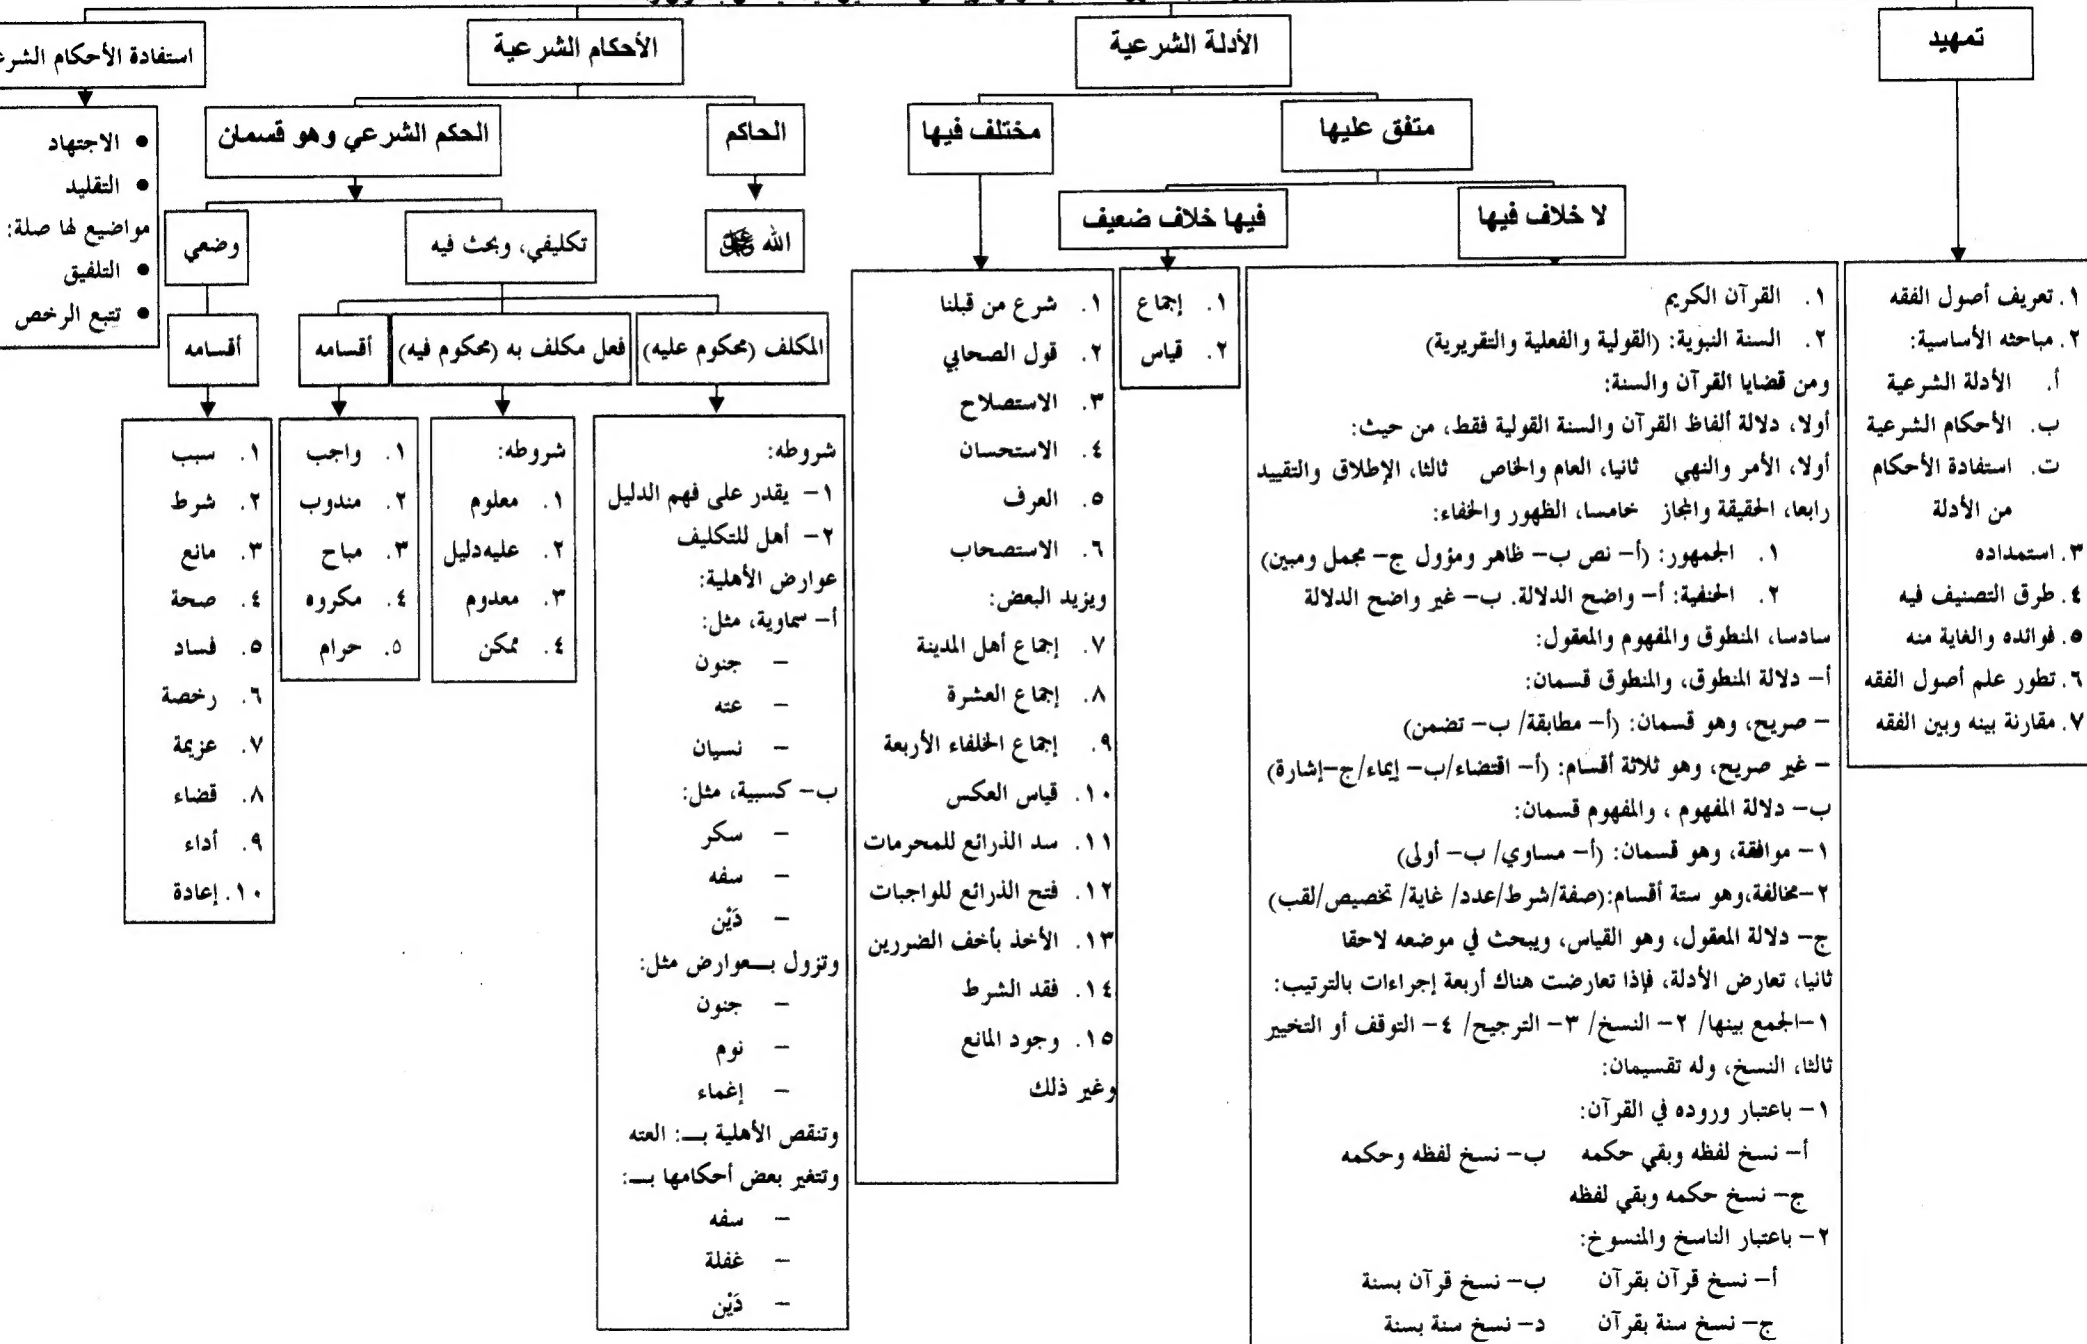 تمهيد
١. تعريف أصول الفقه
٢. مباحثه الأساسية:
أ. الأدلة الشرعية
ب. الأحكام الشرعية
ت. استفادة الأحكام
من الأدلة
٣. استمداده
٤. طرق التصنيف فيه
٥. فوائده والغاية منه
٦. تطور علم أصول الفقه
٧. مقارنة بينه وبين الفقه
الأدلة الشرعية
متفق عليها
لا خلاف فيها
١. القرآن الكريم
٢. السنة النبوية: (القولية والفعلية والتقريرية)
ومن قضايا القرآن والسنة:
أولا، دلالة ألفاظ القرآن والسنة القولية فقط، من حيث:
أولا، الأمر والنهي ثانيا، العام والخاص ثالثا، الإطلاق والتقييد
رابعا، الحقيقة والمجاز خامسا، الظهور والخفاء:
١. الجمهور: (أ– نص ب– ظاهر ومؤول ج– مجمل ومبين)
٢. الحنفية: أ– واضح الدلالة. ب– غير واضح الدلالة
سادسا، المنطوق والمفهوم والمعقول:
أ– دلالة المنطوق، والمنطوق قسمان:
– صريح، وهو قسمان: (أ– مطابقة/ ب– تضمن)
– غير صريح، وهو ثلاثة أقسام: (أ– اقتضاء/ب– إيماء/ج–إشارة)
ب– دلالة المفهوم ، والمفهوم قسمان:
١– موافقة، وهو قسمان: (أ– مساوي/ ب– أولى)
٢–مخالفة،وهو ستة أقسام:(صفة/شرط/عدد/ غاية/ تخصيص/لقب)
ج– دلالة المعقول، وهو القياس، ويبحث في موضعه لاحقا
ثانيا، تعارض الأدلة، فإذا تعارضت هناك أربعة إجراءات بالترتيب:
١–الجمع بينها/ ٢– النسخ/ ٣– الترجيح/ ٤– التوقف أو التخيير
ثالثا، النسخ، وله تقسيمان:
١– باعتبار وروده في القرآن:
أ– نسخ لفظه وبقي حكمه ب– نسخ لفظه وحكمه
ج– نسخ حكمه وبقي لفظه
٢– باعتبار الناسخ والمنسوخ:
أ– نسخ قرآن بقرآن ب– نسخ قرآن بسنة
ج– نسخ سنة بقرآن د– نسخ سنة بسنة
فيها خلاف ضعيف
١. إجماع
٢. قياس
مختلف فيها
١. شرع من قبلنا
٢. قول الصحابي
٣. الاستصلاح
٤. الاستحسان
٥. العرف
٦. الاستصحاب
ويزيد البعض:
٧. إجماع أهل المدينة
٨. إجماع العشرة
٩. إجماع الخلفاء الأربعة
١٠. قياس العكس
١١. سد الذرائع للمحرمات
١٢. فتح الذرائع للواجبات
١٣. الأخذ بأخف الضررين
١٤. فقد الشرط
١٥. وجود المانع
وغير ذلك
الأحكام الشرعية
الحاكم
الله ﷿
الحكم الشرعي وهو قسمان
تكليفي، وبحث فيه
المكلف (محكوم عليه)
شروطه:
١– يقدر على فهم الدليل
٢– أهل للتكليف
عوارض الأهلية:
أ– سماوية، مثل:
– جنون
– عته
– نسيان
ب– كسبية، مثل:
– سكر
– سفه
– دَيْن
وتزول بـعوارض مثل:
– جنون
– نوم
– إغماء
وتنقص الأهلية بـ: العته
وتتغير بعض أحكامها بـ:
– سفه
– غفلة
– دَيْن
فعل مكلف به (محكوم فيه)
شروطه:
١. معلوم
٢. عليه دليل
٣. معدوم
٤. ممكن
أقسامه
١. واجب
٢. مندوب
٣. مباح
٤. مكروه
٥. حرام
وضعي
أقسامه
١. سبب
٢. شرط
٣. مانع
٤. صحة
٥. فساد
٦. رخصة
٧. عزيمة
٨. قضاء
٩. أداء
١٠. إعادة
استفادة الأحكام الشرع
• الاجتهاد
• التقليد
مواضيع لها صلة:
• التلفيق
• تتبع الرخص